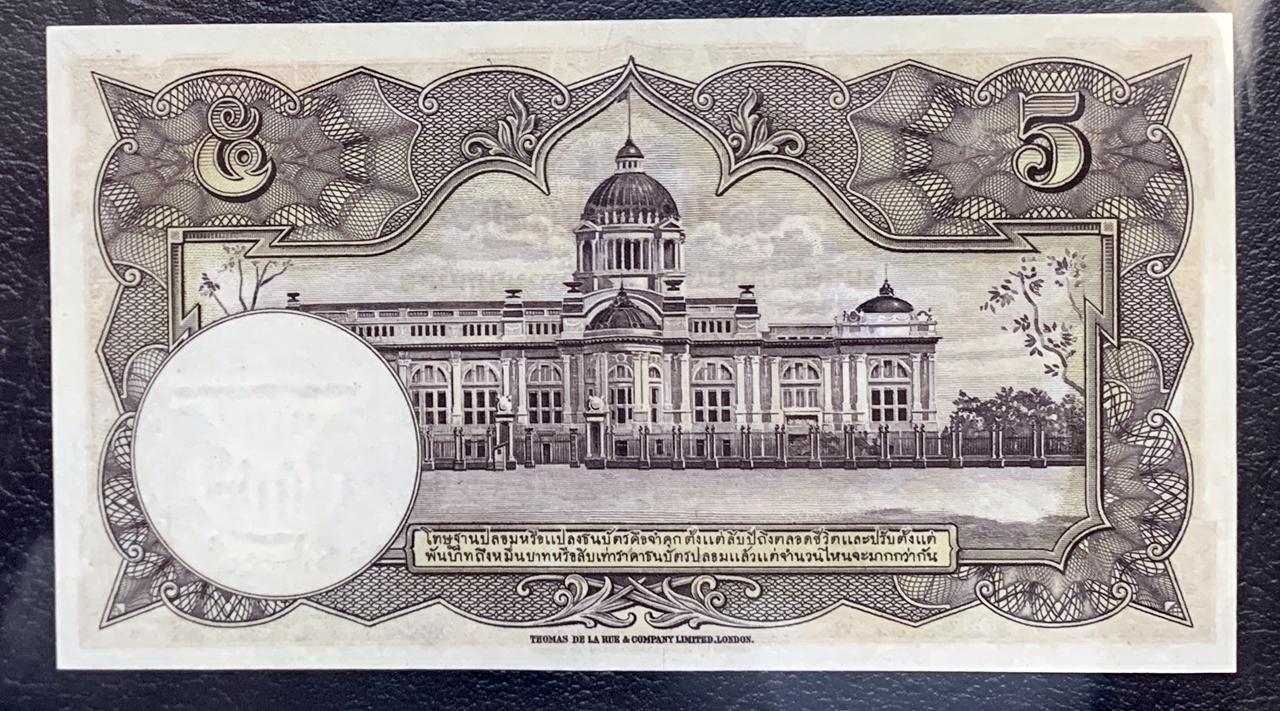 ๕ 5
โทษฐานปลอมหรือแปลงธนบัตร์คือจำคุก ตั้งแต่สิบปีถึงตลอดชีวิตและปรับตั้งแต่
พันบาทถึงหมื่นบาทหรือสิบเท่าราคาธนบัตร์ปลอมแล้วแต่จำนวนไหนจะมากกว่ากัน
THOMAS DE LA RUE & COMPANY LIMITED, LONDON.